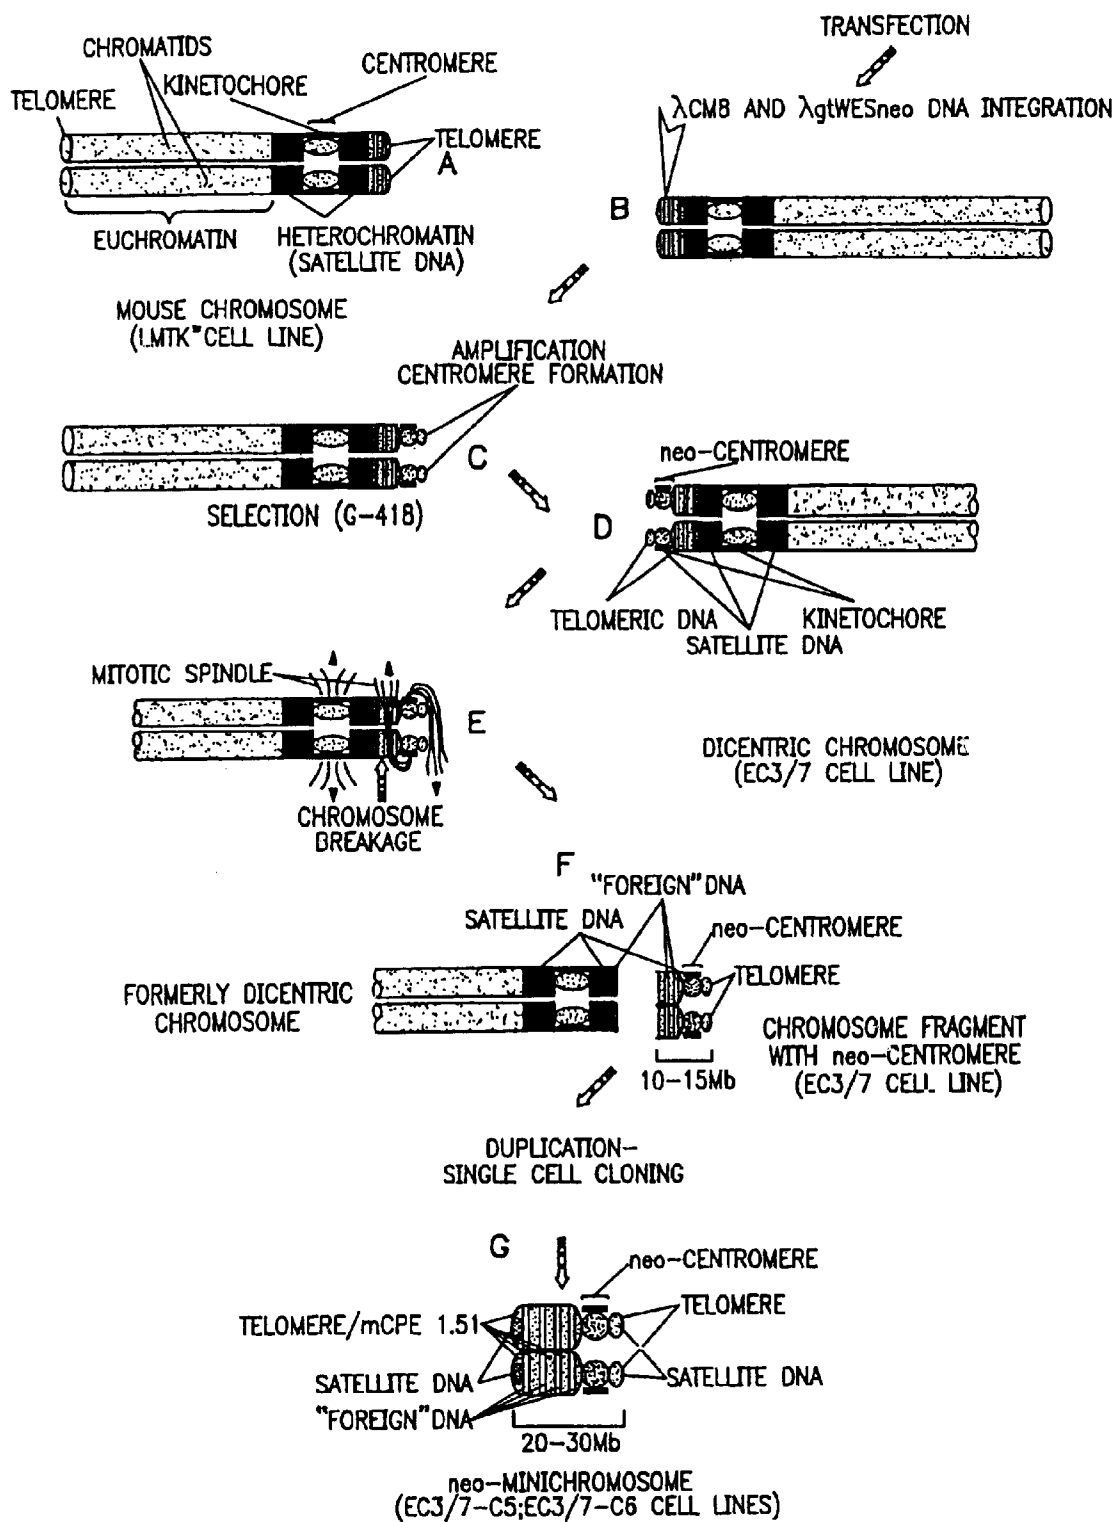 TRANSFECTION
λCM8 AND λgtWESneo DNA INTEGRATION
CHROMATIDS
KINETOCHORE
CENTROMERE
TELOMERE
TELOMERE
A
EUCHROMATIN
HETEROCHROMATIN
(SATELLITE DNA)
MOUSE CHROMOSOME
(LMTK⁻ CELL LINE)
B
AMPLIFICATION
CENTROMERE FORMATION
C
SELECTION (G-418)
neo-CENTROMERE
D
TELOMERIC DNA
KINETOCHORE
SATELLITE DNA
MITOTIC SPINDLE
E
CHROMOSOME
BREAKAGE
DICENTRIC CHROMOSOME
(EC3/7 CELL LINE)
F
"FOREIGN" DNA
SATELLITE DNA
neo-CENTROMERE
TELOMERE
FORMERLY DICENTRIC
CHROMOSOME
10-15Mb
CHROMOSOME FRAGMENT
WITH neo-CENTROMERE
(EC3/7 CELL LINE)
DUPLICATION-
SINGLE CELL CLONING
G
neo-CENTROMERE
TELOMERE/mCPE 1.51
TELOMERE
SATELLITE DNA
SATELLITE DNA
"FOREIGN" DNA
20-30Mb
neo-MINICHROMOSOME
(EC3/7-C5;EC3/7-C6 CELL LINES)